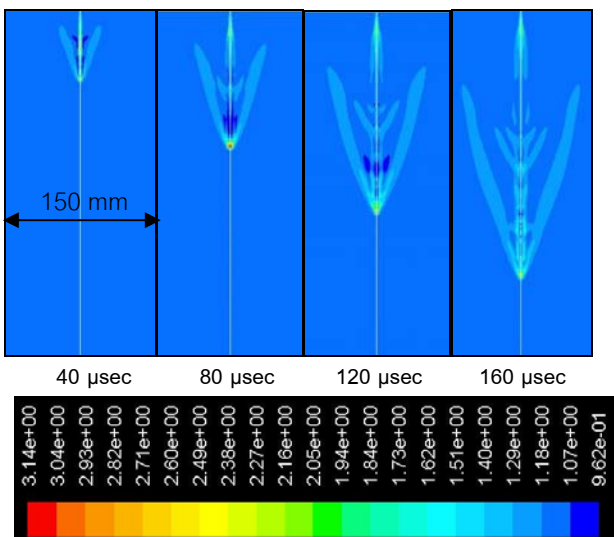 150 mm
40 μsec 80 μsec 120 μsec 160 μsec
3.14e+00
3.04e+00
2.93e+00
2.82e+00
2.71e+00
2.60e+00
2.49e+00
2.38e+00
2.27e+00
2.16e+00
2.05e+00
1.94e+00
1.84e+00
1.73e+00
1.62e+00
1.51e+00
1.40e+00
1.29e+00
1.18e+00
1.07e+00
9.62e-01